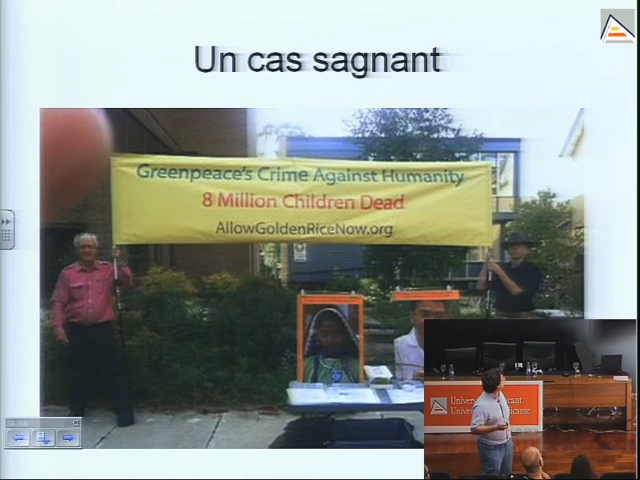 Un cas sagnant
Greenpeace's Crime Against Humanity
8 Million Children Dead
AllowGoldenRiceNow.org